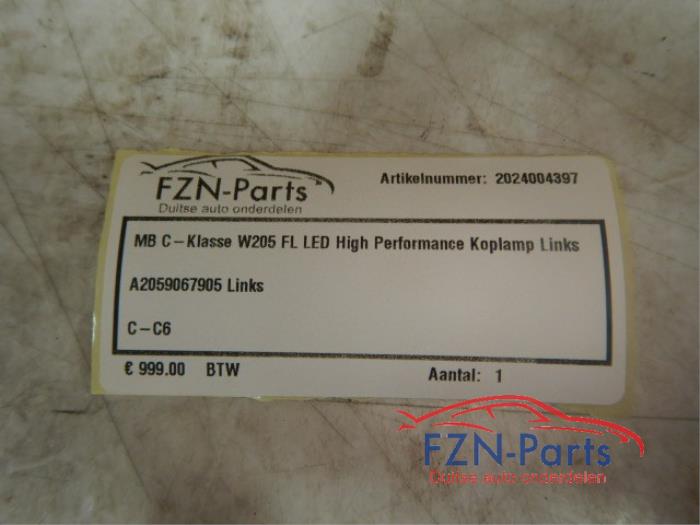 FZN-Parts
Duitse auto onderdelen
Artikelnummer: 2024004397
MB C-Klasse W205 FL LED High Performance Koplamp Links
A2059067905 Links
C-C6
€ 999.00 BTW
Aantal: 1
FZN-Parts
Duitse auto onderdelen